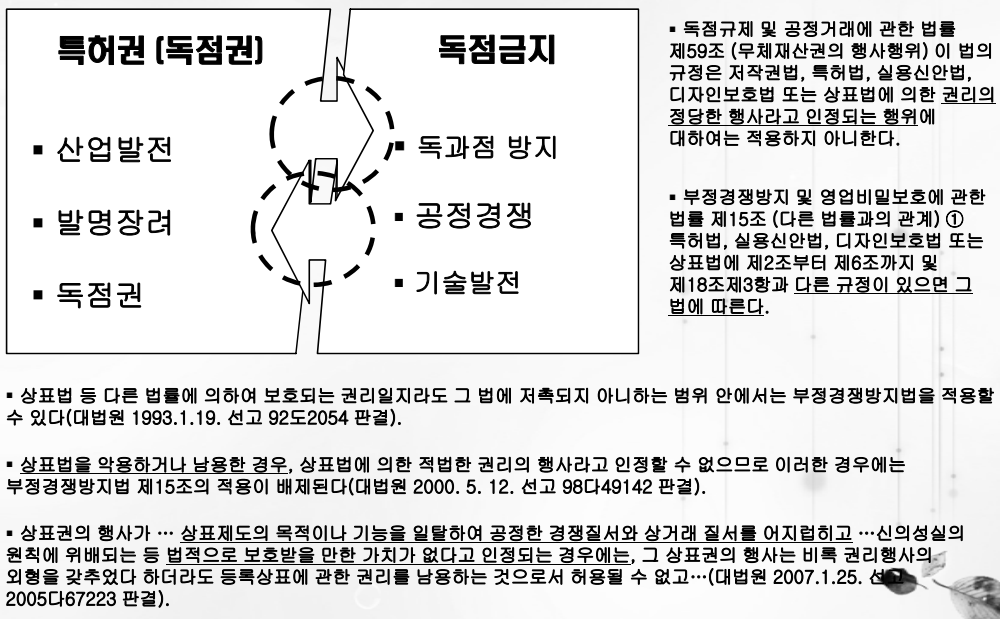 특허권 (독점권)
▪ 산업발전
▪ 발명장려
▪ 독점권
독점금지
▪ 독과점 방지
▪ 공정경쟁
▪ 기술발전
▪ 독점규제 및 공정거래에 관한 법률
제59조 (무체재산권의 행사행위) 이 법의
규정은 저작권법, 특허법, 실용신안법,
디자인보호법 또는 상표법에 의한 권리의
정당한 행사라고 인정되는 행위에
대하여는 적용하지 아니한다.
▪ 부정경쟁방지 및 영업비밀보호에 관한
법률 제15조 (다른 법률과의 관계) ①
특허법, 실용신안법, 디자인보호법 또는
상표법에 제2조부터 제6조까지 및
제18조제3항과 다른 규정이 있으면 그
법에 따른다.
▪ 상표법 등 다른 법률에 의하여 보호되는 권리일지라도 그 법에 저촉되지 아니하는 범위 안에서는 부정경쟁방지법을 적용할
수 있다(대법원 1993.1.19. 선고 92도2054 판결).
▪ 상표법을 악용하거나 남용한 경우, 상표법에 의한 적법한 권리의 행사라고 인정할 수 없으므로 이러한 경우에는
부정경쟁방지법 제15조의 적용이 배제된다(대법원 2000. 5. 12. 선고 98다49142 판결).
▪ 상표권의 행사가 … 상표제도의 목적이나 기능을 일탈하여 공정한 경쟁질서와 상거래 질서를 어지럽히고 …신의성실의
원칙에 위배되는 등 법적으로 보호받을 만한 가치가 없다고 인정되는 경우에는, 그 상표권의 행사는 비록 권리행사의
외형을 갖추었다 하더라도 등록상표에 관한 권리를 남용하는 것으로서 허용될 수 없고…(대법원 2007.1.25. 선고
2005다67223 판결).